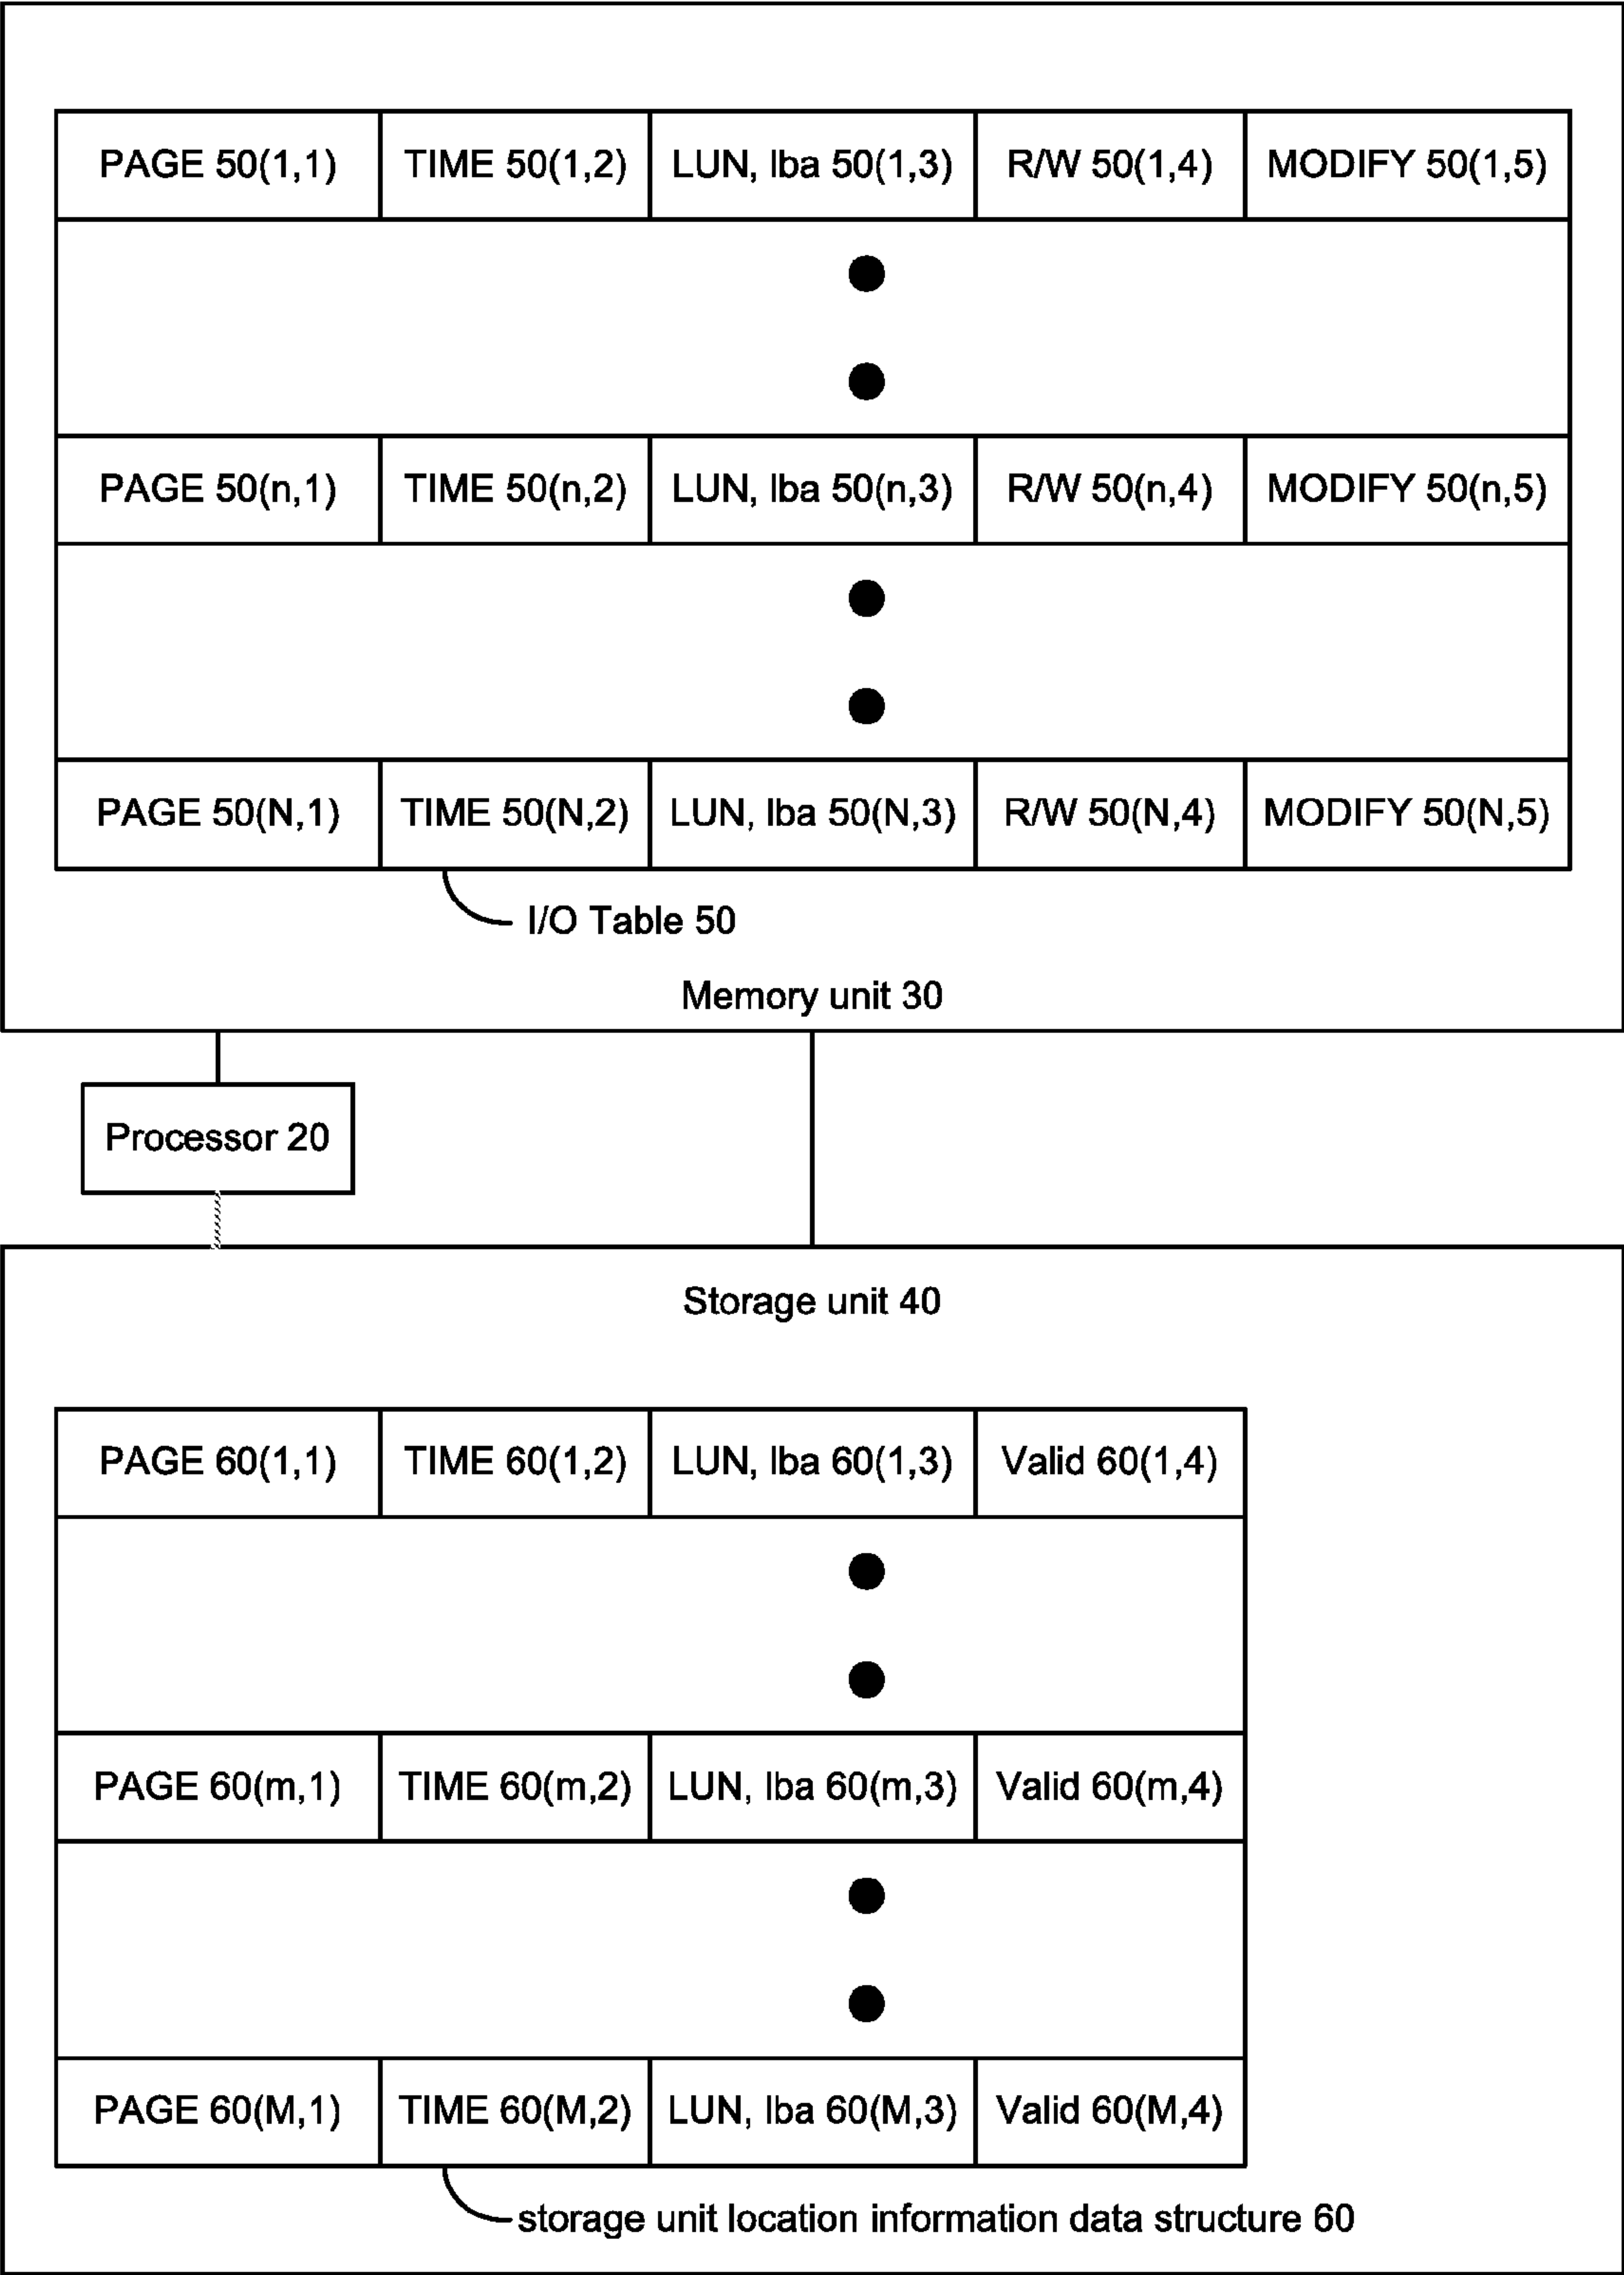 PAGE 50(1,1) TIME 50(1,2) LUN, lba 50(1,3) R/W 50(1,4) MODIFY 50(1,5)
PAGE 50(n,1) TIME 50(n,2) LUN, lba 50(n,3) R/W 50(n,4) MODIFY 50(n,5)
PAGE 50(N,1) TIME 50(N,2) LUN, lba 50(N,3) R/W 50(N,4) MODIFY 50(N,5)
I/O Table 50
Memory unit 30
Processor 20
Storage unit 40
PAGE 60(1,1) TIME 60(1,2) LUN, lba 60(1,3) Valid 60(1,4)
PAGE 60(m,1) TIME 60(m,2) LUN, lba 60(m,3) Valid 60(m,4)
PAGE 60(M,1) TIME 60(M,2) LUN, lba 60(M,3) Valid 60(M,4)
storage unit location information data structure 60